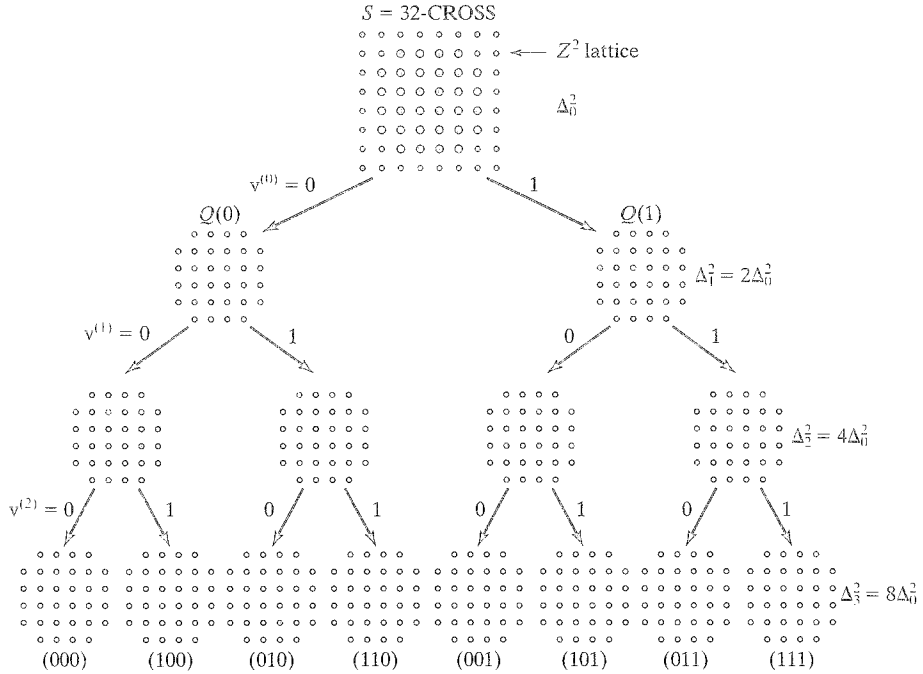 S = 32-CROSS
Z² lattice
Δ₀²
v⁽⁰⁾ = 0 1
Q(0) Q(1)
Δ₁² = 2Δ₀²
v⁽¹⁾ = 0 1 0 1
Δ₂² = 4Δ₀²
v⁽²⁾ = 0 1 0 1 0 1 0 1
Δ₃² = 8Δ₀²
(000) (100) (010) (110) (001) (101) (011) (111)